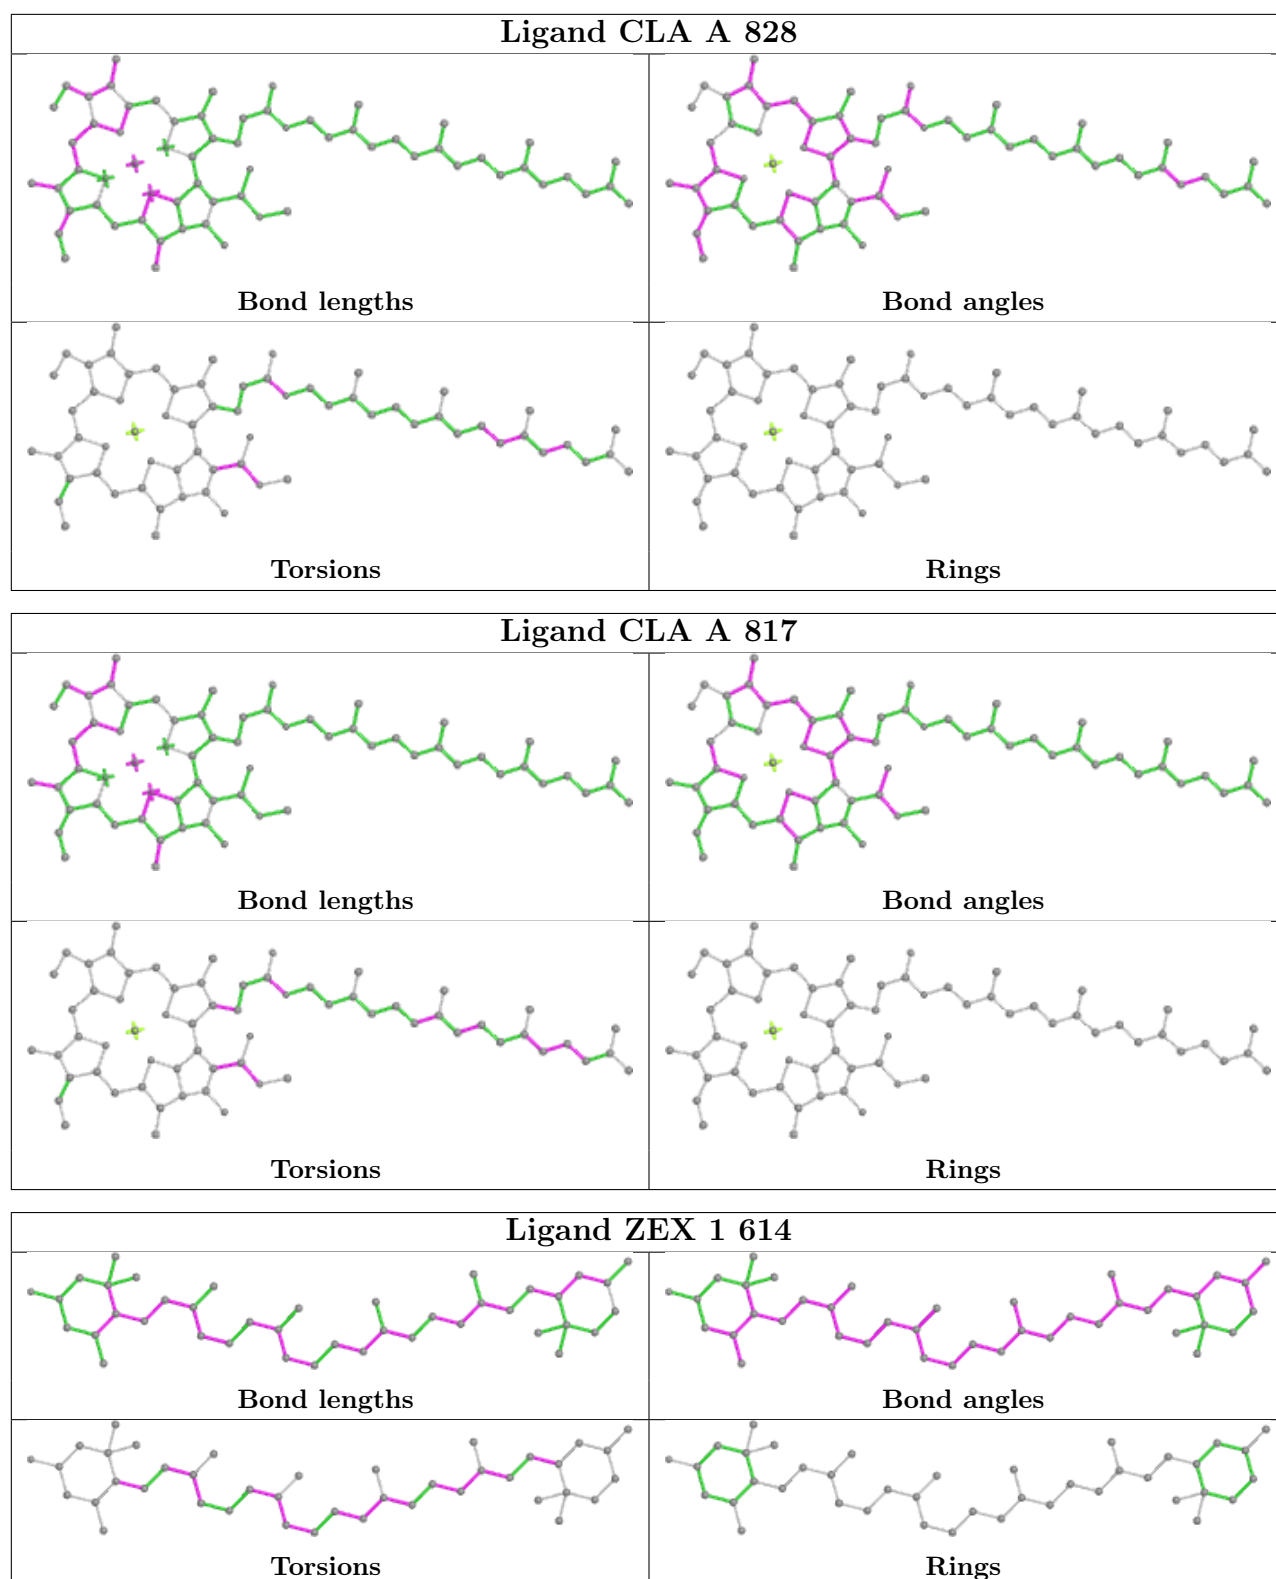 Ligand CLA A 828
Bond lengths
Bond angles
Torsions
Rings
Ligand CLA A 817
Bond lengths
Bond angles
Torsions
Rings
Ligand ZEX 1 614
Bond lengths
Bond angles
Torsions
Rings